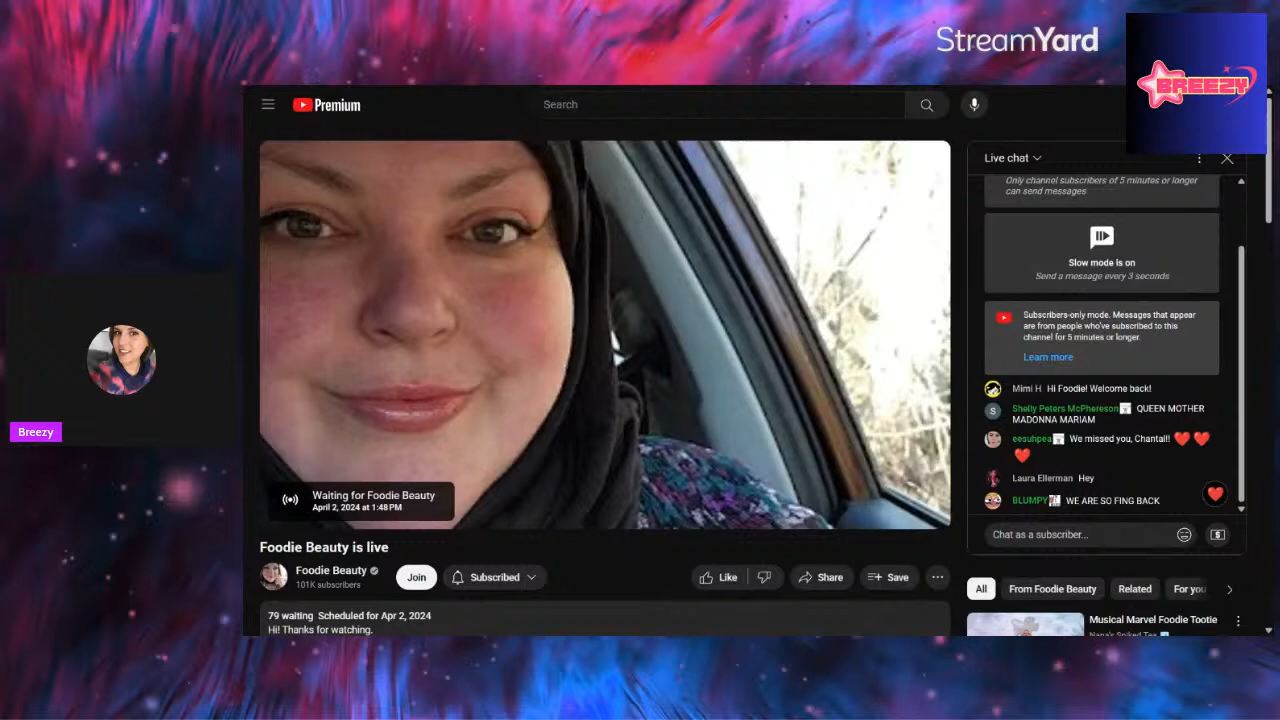 StreamYard
BREEZY
Premium
Search
Live chat
Only channel subscribers of 5 minutes or longer
can send messages
Slow mode is on
Send a message every 3 seconds
Subscribers-only mode. Messages that appear
are from people who've subscribed to this
channel for 5 minutes or longer.
Learn more
Mimi H Hi Foodie! Welcome back!
S
Shelly Peters McPhereson QUEEN MOTHER
MADONNA MARIAM
eesuhpea We missed you, Chantal!!
Laura Ellerman Hey
BLUMPY WE ARE SO FING BACK
Chat as a subscriber...
Breezy
Waiting for Foodie Beauty
April 2, 2024 at 1:48 PM
Foodie Beauty is live
Foodie Beauty
101K subscribers
Join
Subscribed
Like
Share
Save
79 waiting Scheduled for Apr 2, 2024
Hi! Thanks for watching.
All
From Foodie Beauty
Related
For you
Musical Marvel Foodie Tootie
Nana's Spiked Tea